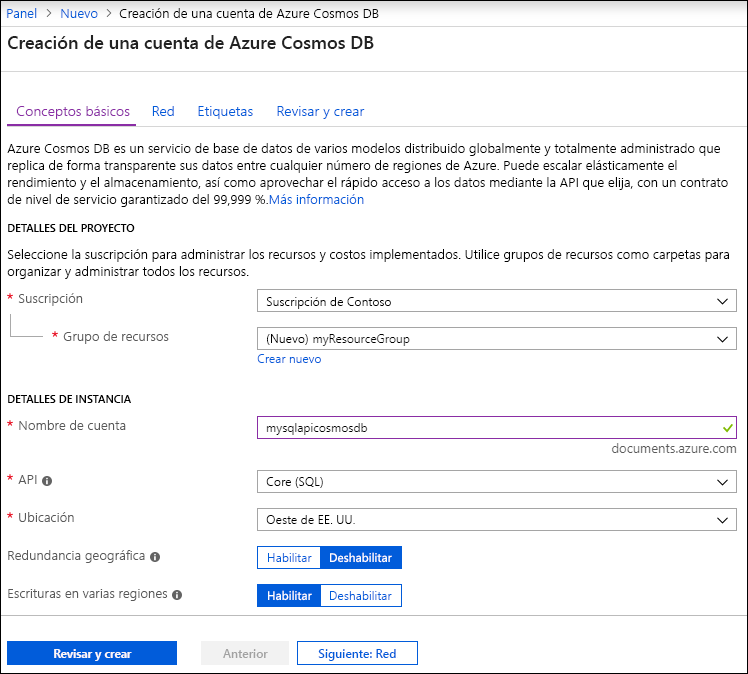 Panel > Nuevo > Creación de una cuenta de Azure Cosmos DB
Creación de una cuenta de Azure Cosmos DB
Conceptos básicos Red Etiquetas Revisar y crear
Azure Cosmos DB es un servicio de base de datos de varios modelos distribuido globalmente y totalmente administrado que
replica de forma transparente sus datos entre cualquier número de regiones de Azure. Puede escalar elásticamente el
rendimiento y el almacenamiento, así como aprovechar el rápido acceso a los datos mediante la API que elija, con un contrato
de nivel de servicio garantizado del 99,999 %.Más información
DETALLES DEL PROYECTO
Seleccione la suscripción para administrar los recursos y costos implementados. Utilice grupos de recursos como carpetas para
organizar y administrar todos los recursos.
* Suscripción Suscripción de Contoso
* Grupo de recursos (Nuevo) myResourceGroup
Crear nuevo
DETALLES DE INSTANCIA
* Nombre de cuenta mysqlapicosmosdb
documents.azure.com
* API Core (SQL)
* Ubicación Oeste de EE. UU.
Redundancia geográfica Habilitar Deshabilitar
Escrituras en varias regiones Habilitar Deshabilitar
Revisar y crear Anterior Siguiente: Red